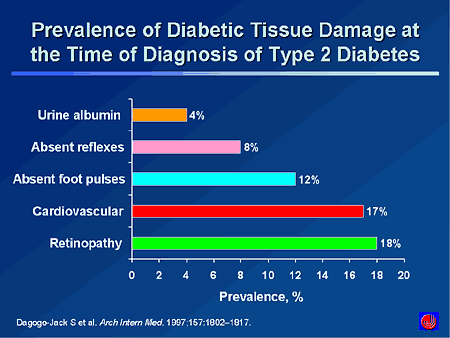 Prevalence of Diabetic Tissue Damage at
the Time of Diagnosis of Type 2 Diabetes
Urine albumin 4%
Absent reflexes 8%
Absent foot pulses 12%
Cardiovascular 17%
Retinopathy 18%
0 2 4 6 8 10 12 14 16 18 20
Prevalence, %
Dagogo-Jack S et al. Arch Intern Med. 1997;157:1802–1817.